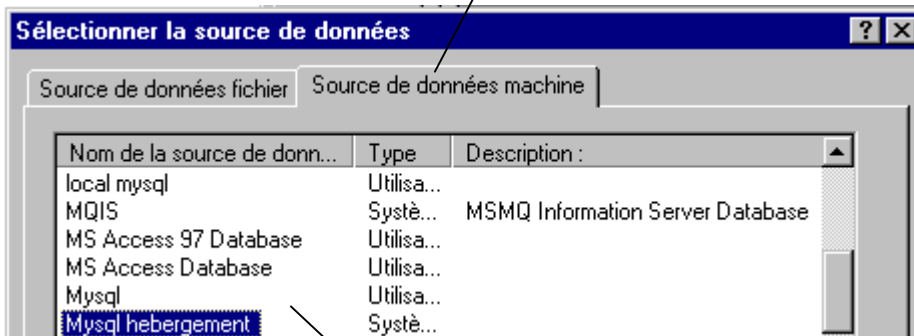 Sélectionner la source de données
Source de données fichier Source de données machine
Nom de la source de donn... Type Description :
local mysql Utilisa...
MQIS Systè... MSMQ Information Server Database
MS Access 97 Database Utilisa...
MS Access Database Utilisa...
Mysql Utilisa...
Mysql hebergement Systè...